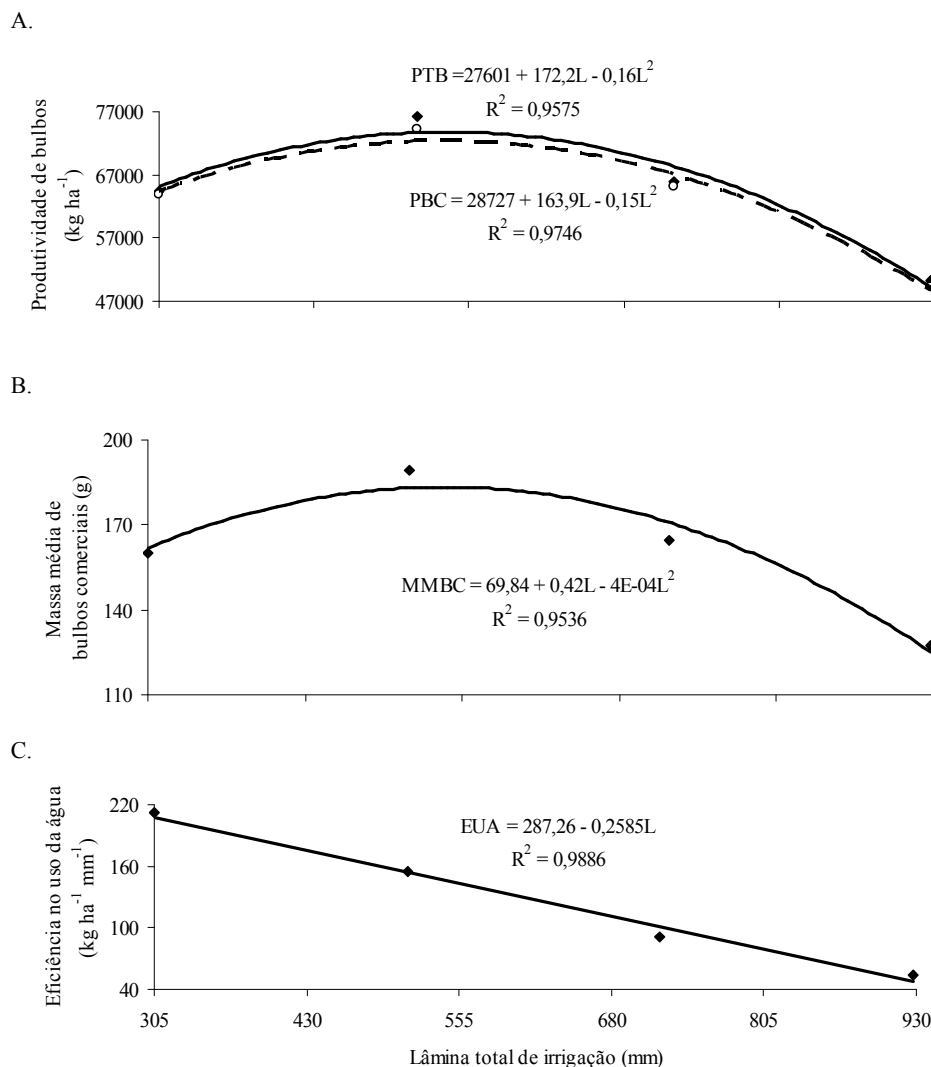 A.
PTB =27601 + 172,2L - 0,16L²
R² = 0,9575
77000
67000
57000
47000
Produtividade de bulbos
(kg ha⁻¹)
PBC = 28727 + 163,9L - 0,15L²
R² = 0,9746
B.
200
170
140
110
Massa média de
bulbos comerciais (g)
MMBC = 69,84 + 0,42L - 4E-04L²
R² = 0,9536
C.
220
160
100
40
Eficiência no uso da água
(kg ha⁻¹ mm⁻¹)
EUA = 287,26 - 0,2585L
R² = 0,9886
305 430 555 680 805 930
Lâmina total de irrigação (mm)